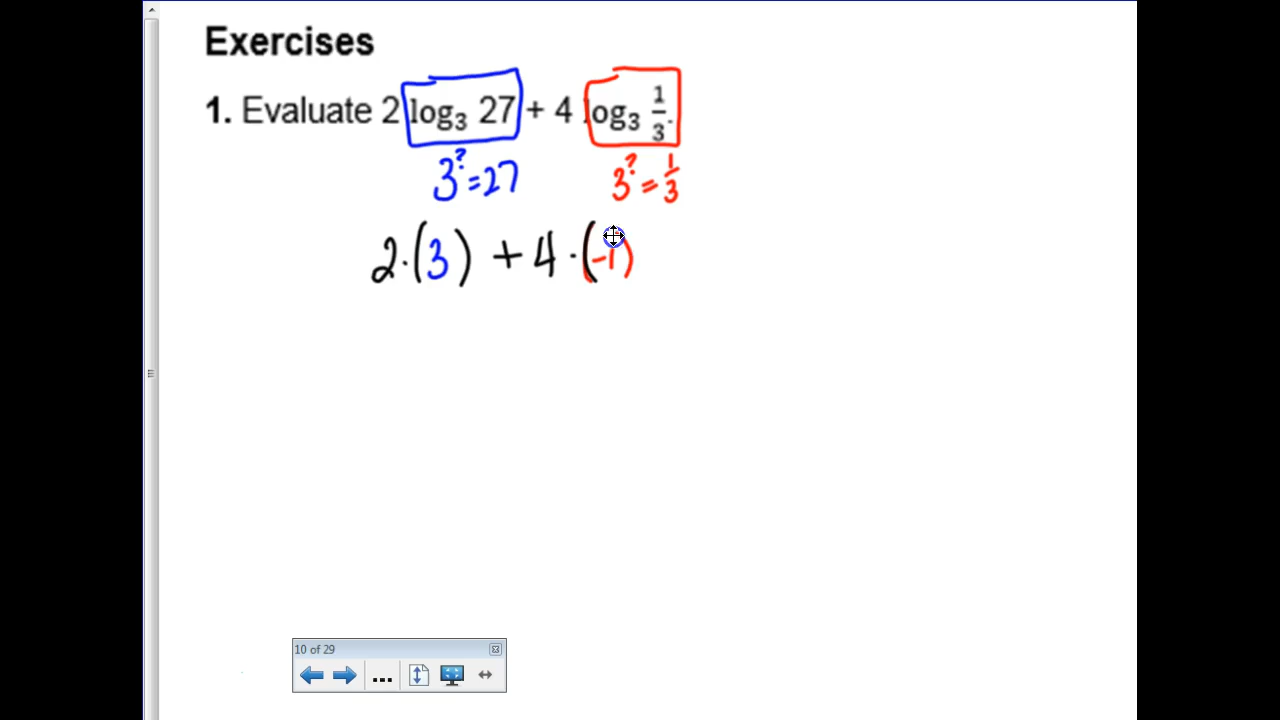 Exercises
1. Evaluate 2 log₃ 27 + 4 log₃ 1/3.
3^? = 27 3^? = 1/3
2·(3) + 4·(-1)
10 of 29
...